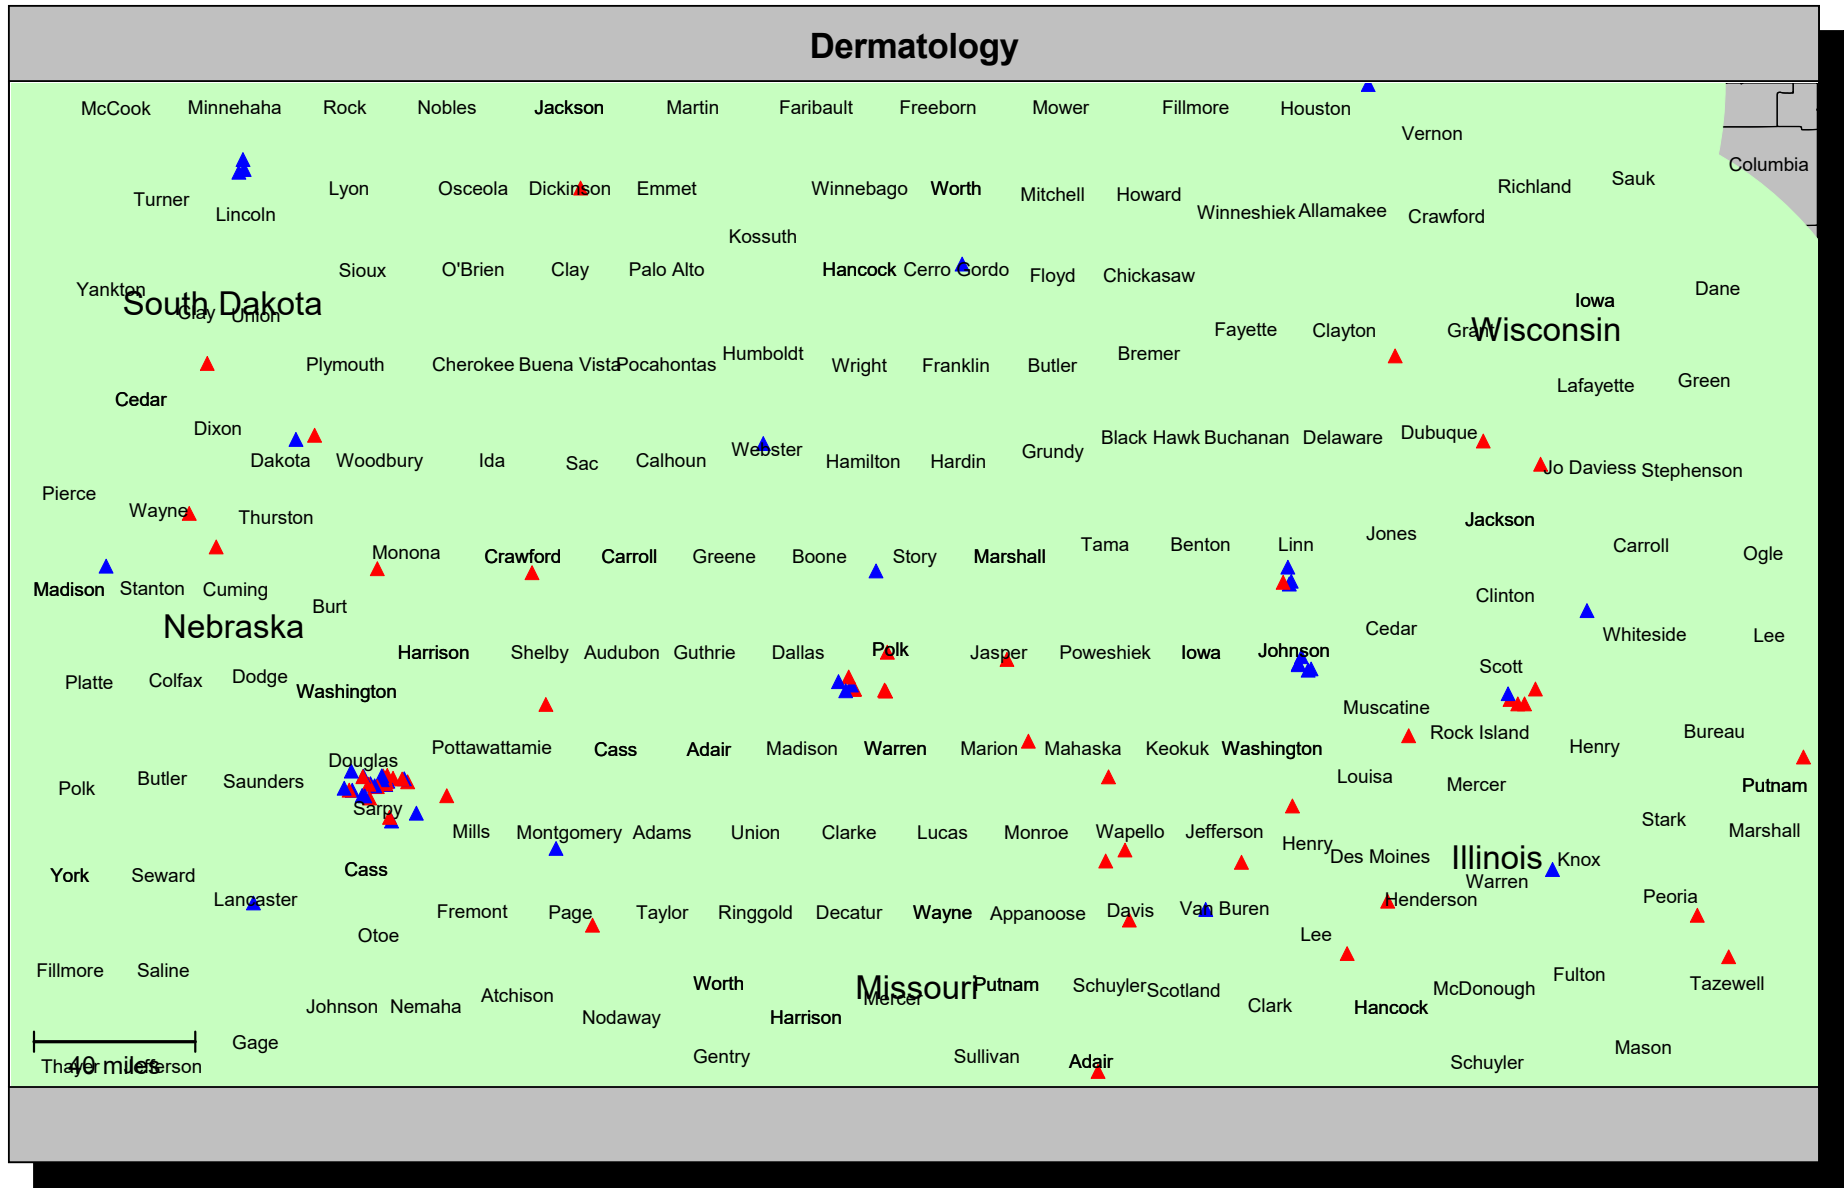 Dermatology
McCook Minnehaha Rock Nobles Jackson Martin Faribault Freeborn Mower Fillmore Houston
Vernon
Columbia
Turner Lyon Osceola Dickinson Emmet Winnebago Worth Mitchell Howard Richland Sauk
Lincoln Winneshiek Allamakee Crawford
Kossuth
Sioux O'Brien Clay Palo Alto Hancock Cerro Gordo Floyd Chickasaw
Yankton Iowa Dane
South Dakota
Clay Union
Fayette Clayton Grant Wisconsin
Plymouth Cherokee Buena Vista Pocahontas Humboldt Wright Franklin Butler Bremer
Cedar Lafayette Green
Dixon Black Hawk Buchanan Delaware Dubuque
Dakota Woodbury Ida Sac Calhoun Webster Hamilton Hardin Grundy Jo Daviess Stephenson
Pierce
Wayne Thurston Jackson
Monona Crawford Carroll Greene Boone Story Marshall Tama Benton Linn Jones Carroll Ogle
Madison Stanton Cuming Clinton
Burt
Nebraska Cedar Whiteside Lee
Harrison Shelby Audubon Guthrie Dallas Polk Jasper Poweshiek Iowa Johnson
Platte Colfax Dodge Scott
Washington Muscatine
Pottawattamie Cass Adair Madison Warren Marion Mahaska Keokuk Washington Rock Island Henry Bureau
Douglas
Polk Butler Saunders Louisa Mercer Putnam
Sarpy
Mills Montgomery Adams Union Clarke Lucas Monroe Wapello Jefferson Henry Stark Marshall
Des Moines Illinois Knox
York Seward Cass Warren
Lancaster Henderson Peoria
Fremont Page Taylor Ringgold Decatur Wayne Appanoose Davis Van Buren
Otoe Lee
Fillmore Saline Fulton
Worth Missouri Putnam Schuyler Scotland McDonough Tazewell
Johnson Nemaha Atchison Mercer Clark Hancock
Nodaway Harrison
Gage Mason
Gentry Sullivan Adair Schuyler
Thayer Jefferson
40 miles